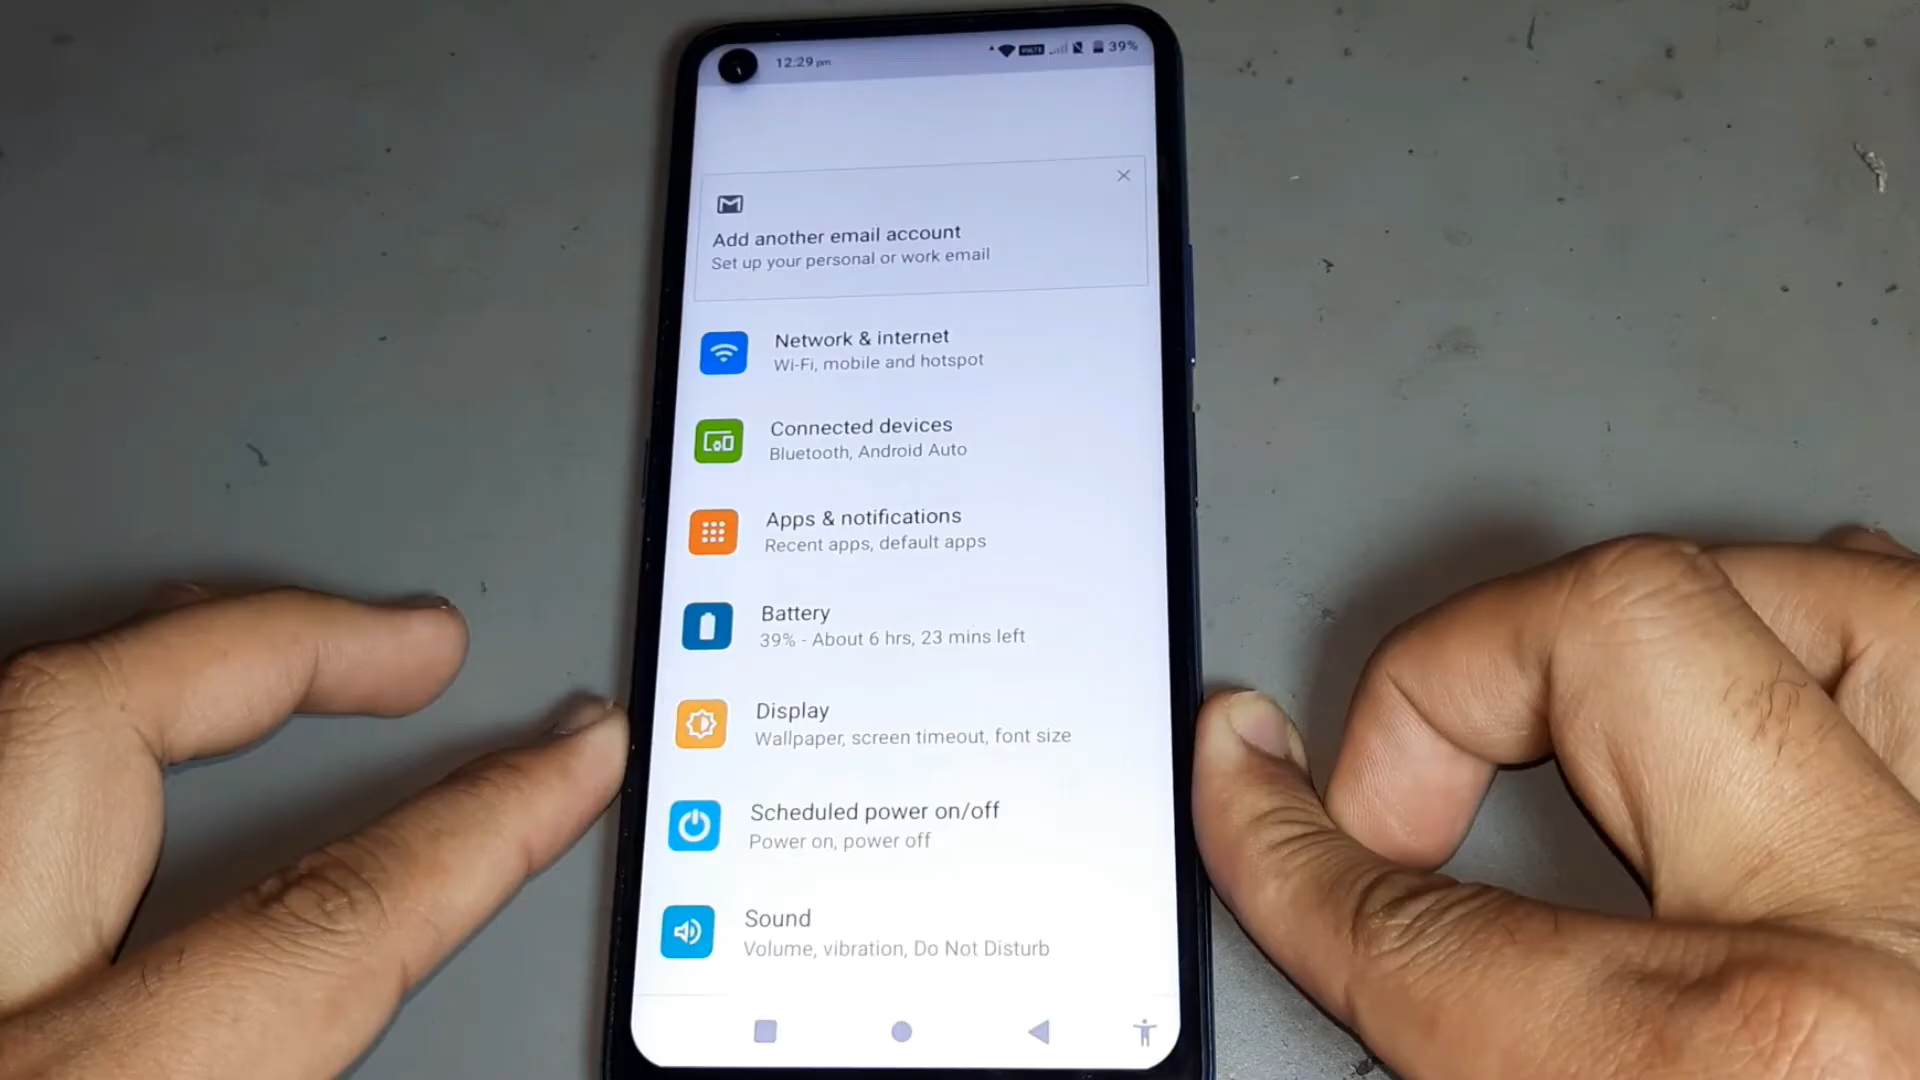 12:29 pm
39%
Add another email account
Set up your personal or work email
Network & internet
Wi-Fi, mobile and hotspot
Connected devices
Bluetooth, Android Auto
Apps & notifications
Recent apps, default apps
Battery
39% - About 6 hrs, 23 mins left
Display
Wallpaper, screen timeout, font size
Scheduled power on/off
Power on, power off
Sound
Volume, vibration, Do Not Disturb